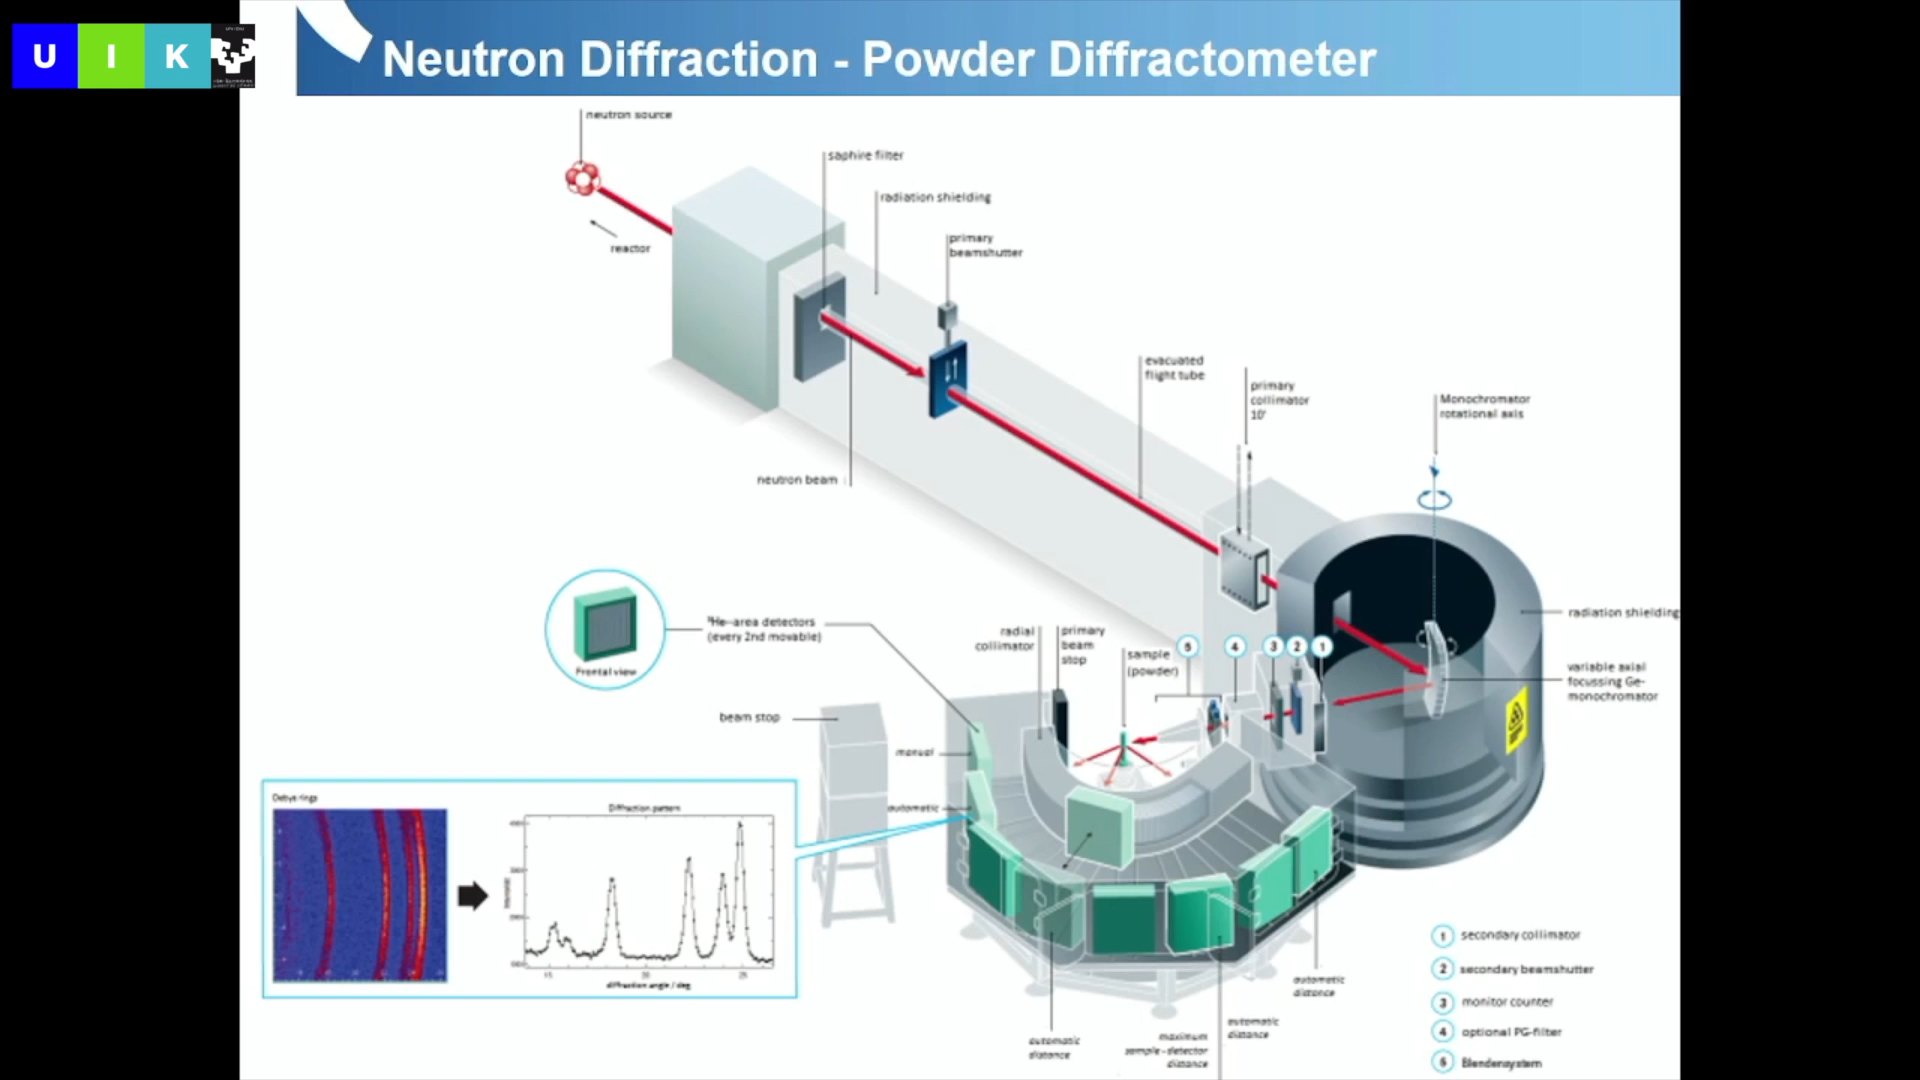 U I K
Neutron Diffraction - Powder Diffractometer
neutron source
saphire filter
radiation shielding
reactor
primary
beamshutter
evacuated
flight tube
primary
collimator
10'
Monochromator
rotational axis
neutron beam
radiation shielding
³He-area detectors
(every 2nd movable)
Frontal view
radial
collimator
primary
beam
stop
sample
(powder)
5 4 3 2 1
variable axial
focussing Ge-
monochromator
beam stop
manual
automatic
Debye rings
Diffraction pattern
15 20 25
diffraction angle / deg
automatic
distance
maximum
sample-detector
distance
automatic
distance
automatic
distance
1 secondary collimator
2 secondary beamshutter
3 monitor counter
4 optional PG-filter
5 Blendensystem